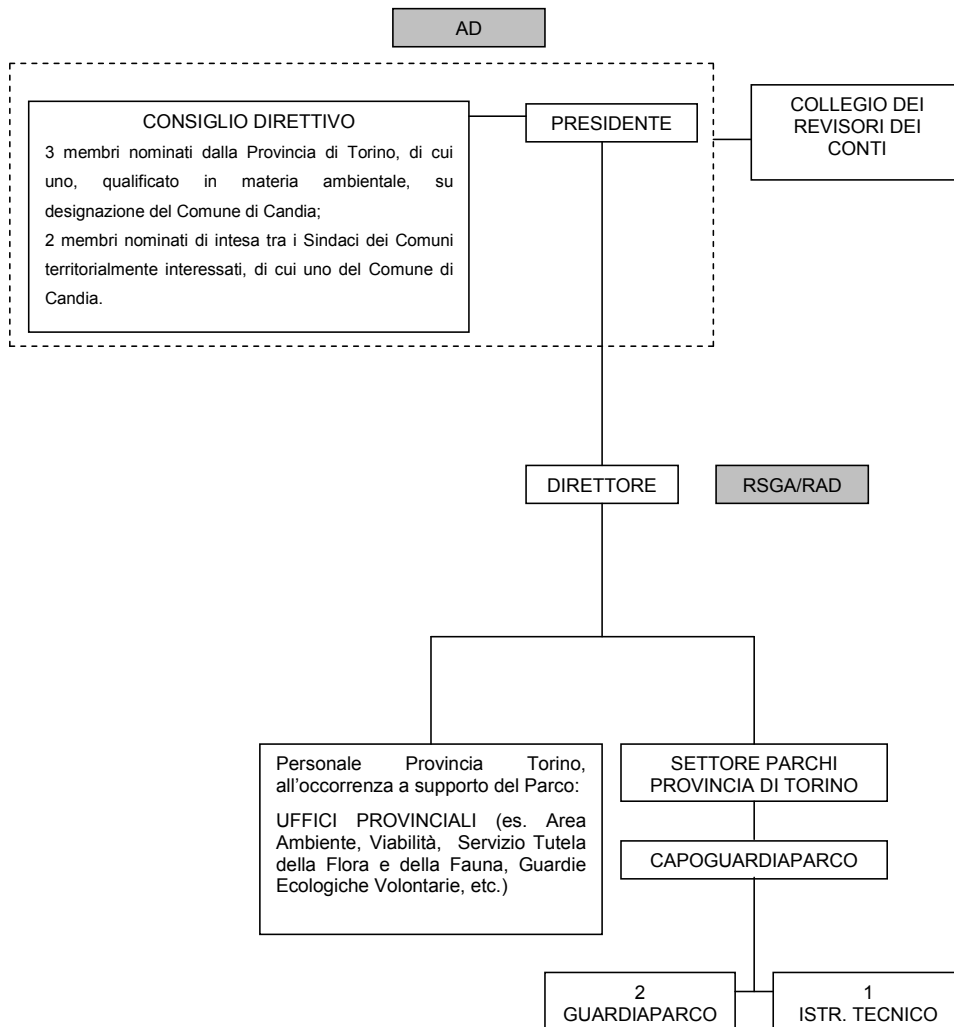 AD
CONSIGLIO DIRETTIVO
3 membri nominati dalla Provincia di Torino, di cui
uno, qualificato in materia ambientale, su
designazione del Comune di Candia;
2 membri nominati di intesa tra i Sindaci dei Comuni
territorialmente interessati, di cui uno del Comune di
Candia.
PRESIDENTE
COLLEGIO DEI
REVISORI DEI
CONTI
DIRETTORE
RSGA/RAD
Personale Provincia Torino,
all'occorrenza a supporto del Parco:
UFFICI PROVINCIALI (es. Area
Ambiente, Viabilità, Servizio Tutela
della Flora e della Fauna, Guardie
Ecologiche Volontarie, etc.)
SETTORE PARCHI
PROVINCIA DI TORINO
CAPOGUARDIAPARCO
2
GUARDIAPARCO
1
ISTR. TECNICO